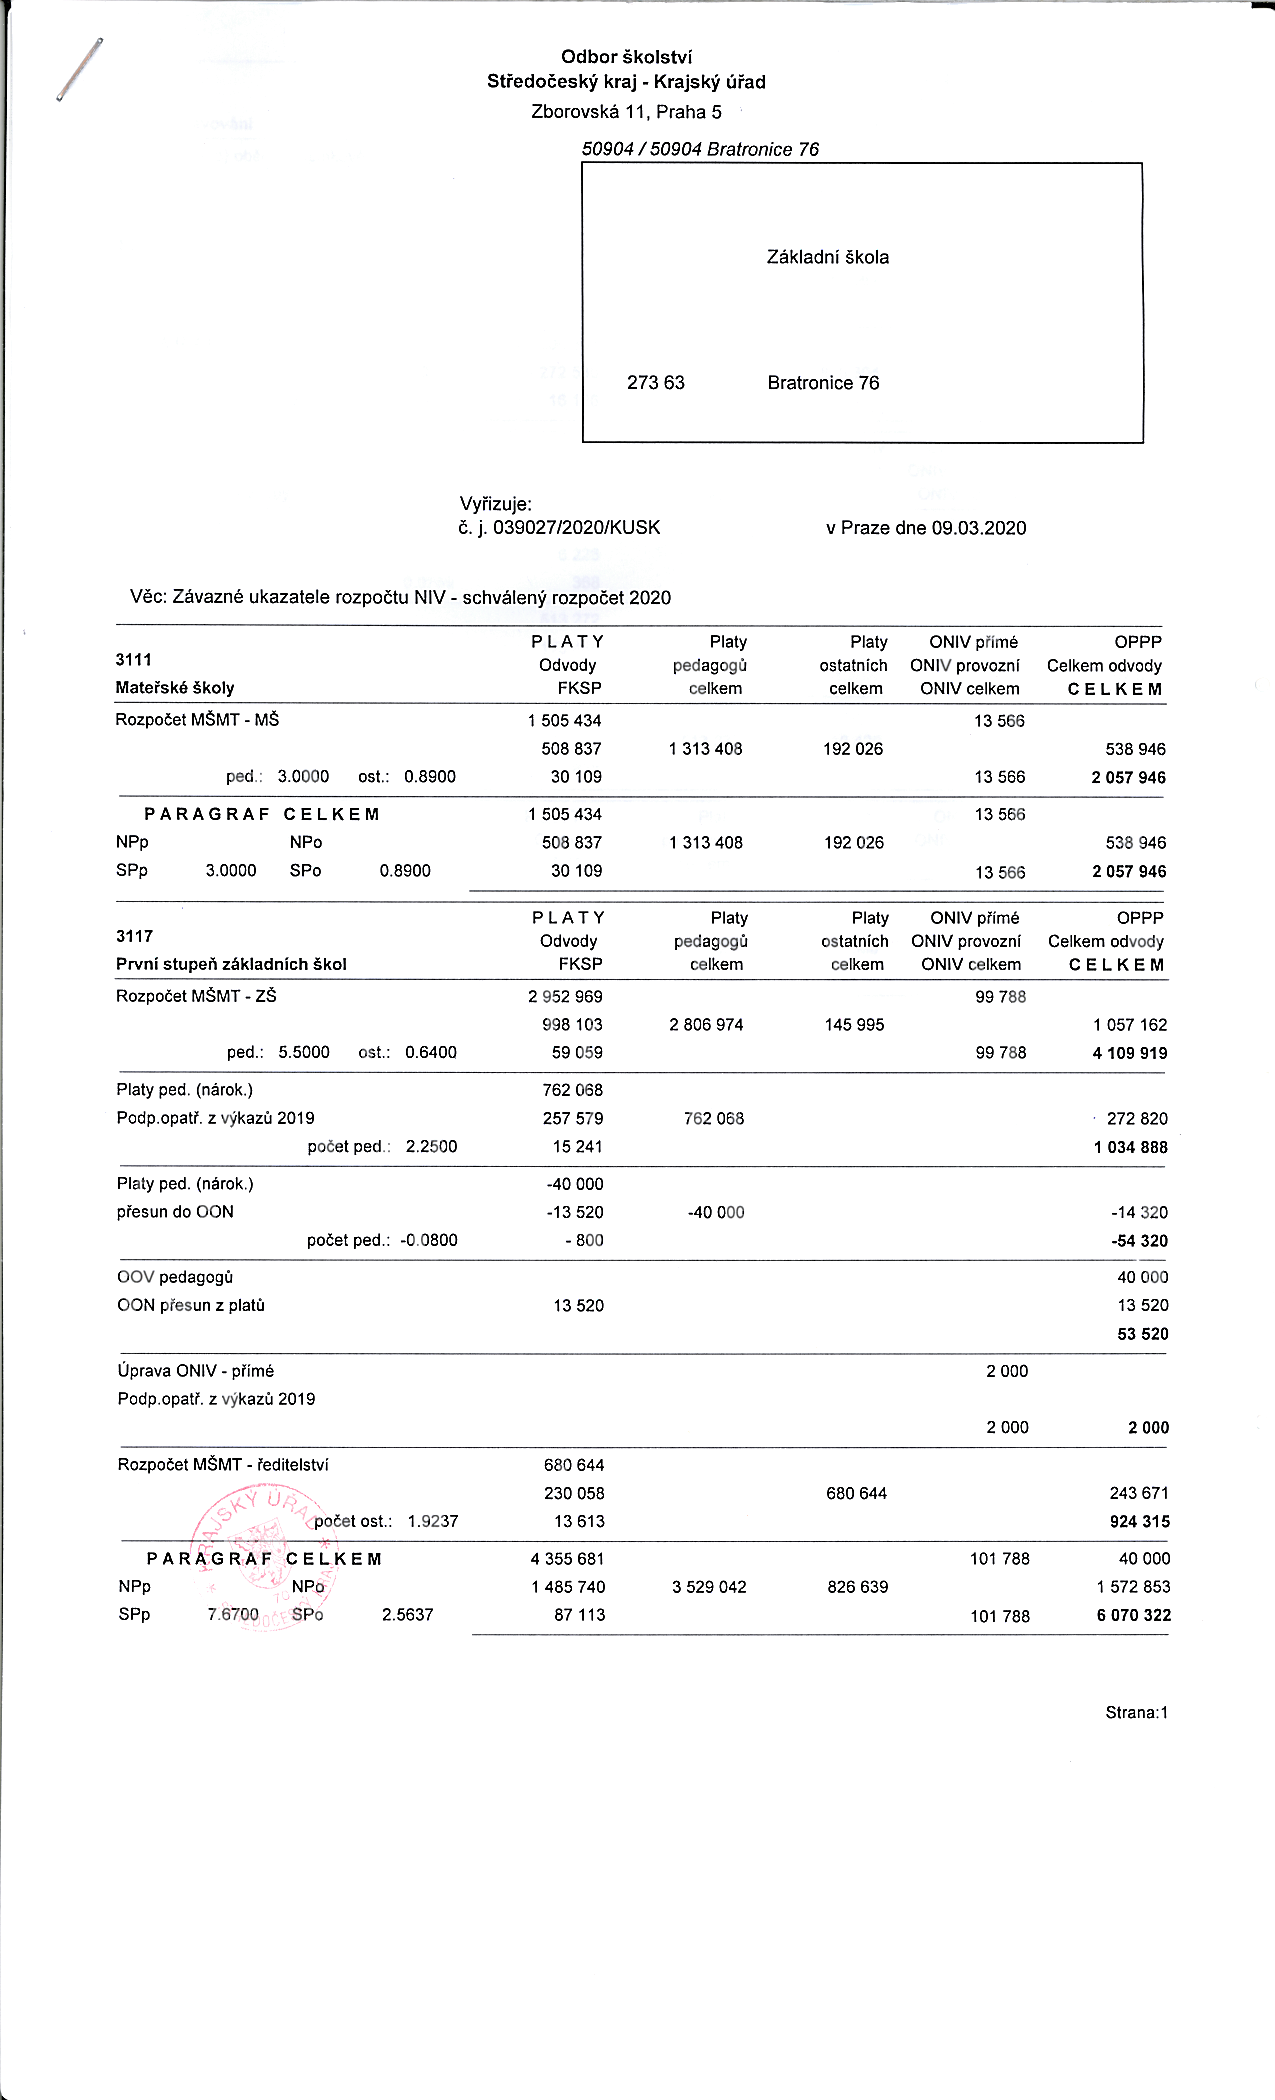 Odbor školství
Středočeský kraj - Krajský úřad
Zborovská 11, Praha 5
50904 / 50904 Bratronice 76
Základní škola
273 63 Bratronice 76
Vyřizuje:
č. j. 039027/2020/KUSK v Praze dne 09.03.2020
Věc: Závazné ukazatele rozpočtu NIV - schválený rozpočet 2020
P L A T Y Platy Platy ONIV přímé OPPP
3111 Odvody pedagogů ostatních ONIV provozní Celkem odvody
Mateřské školy FKSP celkem celkem ONIV celkem C E L K E M
Rozpočet MŠMT - MŠ 1 505 434 13 566
508 837 1 313 408 192 026 538 946
ped.: 3.0000 ost.: 0.8900 30 109 13 566 2 057 946
P A R A G R A F C E L K E M 1 505 434 13 566
NPp NPo 508 837 1 313 408 192 026 538 946
SPp 3.0000 SPo 0.8900 30 109 13 566 2 057 946
P L A T Y Platy Platy ONIV přímé OPPP
3117 Odvody pedagogů ostatních ONIV provozní Celkem odvody
První stupeň základních škol FKSP celkem celkem ONIV celkem C E L K E M
Rozpočet MŠMT - ZŠ 2 952 969 99 788
998 103 2 806 974 145 995 1 057 162
ped.: 5.5000 ost.: 0.6400 59 059 99 788 4 109 919
Platy ped. (nárok.) 762 068
Podp.opatř. z výkazů 2019 257 579 762 068 272 820
počet ped.: 2.2500 15 241 1 034 888
Platy ped. (nárok.) -40 000
přesun do OON -13 520 -40 000 -14 320
počet ped.: -0.0800 - 800 -54 320
OOV pedagogů 40 000
OON přesun z platů 13 520 13 520
53 520
Úprava ONIV - přímé 2 000
Podp.opatř. z výkazů 2019
2 000 2 000
Rozpočet MŠMT - ředitelství 680 644
230 058 680 644 243 671
počet ost.: 1.9237 13 613 924 315
P A R A G R A F C E L K E M 4 355 681 101 788 40 000
NPp NPo 1 485 740 3 529 042 826 639 1 572 853
SPp 7.6700 SPo 2.5637 87 113 101 788 6 070 322
KRAJSKÝ ÚŘAD
Strana:1